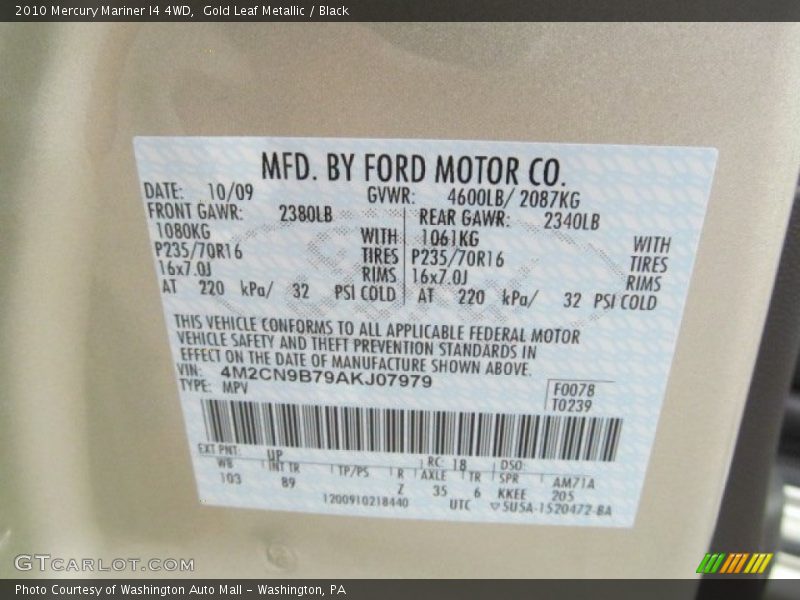 2010 Mercury Mariner I4 4WD, Gold Leaf Metallic / Black
MFD. BY FORD MOTOR CO.
DATE: 10/09 GVWR: 4600LB/ 2087KG
FRONT GAWR: 2380LB REAR GAWR: 2340LB
1080KG WITH 1061KG WITH
P235/70R16 TIRES P235/70R16 TIRES
16x7.0J RIMS 16x7.0J RIMS
AT 220 kPa/ 32 PSI COLD AT 220 kPa/ 32 PSI COLD
THIS VEHICLE CONFORMS TO ALL APPLICABLE FEDERAL MOTOR
VEHICLE SAFETY AND THEFT PREVENTION STANDARDS IN
EFFECT ON THE DATE OF MANUFACTURE SHOWN ABOVE.
VIN: 4M2CN9B79AKJ07979
TYPE: MPV F0078
T0239
EXT PNT: UP RC: 18 DSO:
WB INT TR TP/PS R AXLE TR SPR AM71A
103 89 Z 35 6 KKEE 205
1200910218440 UTC 5U5A-1520472-BA
GTCARLOT.COM
Photo Courtesy of Washington Auto Mall - Washington, PA